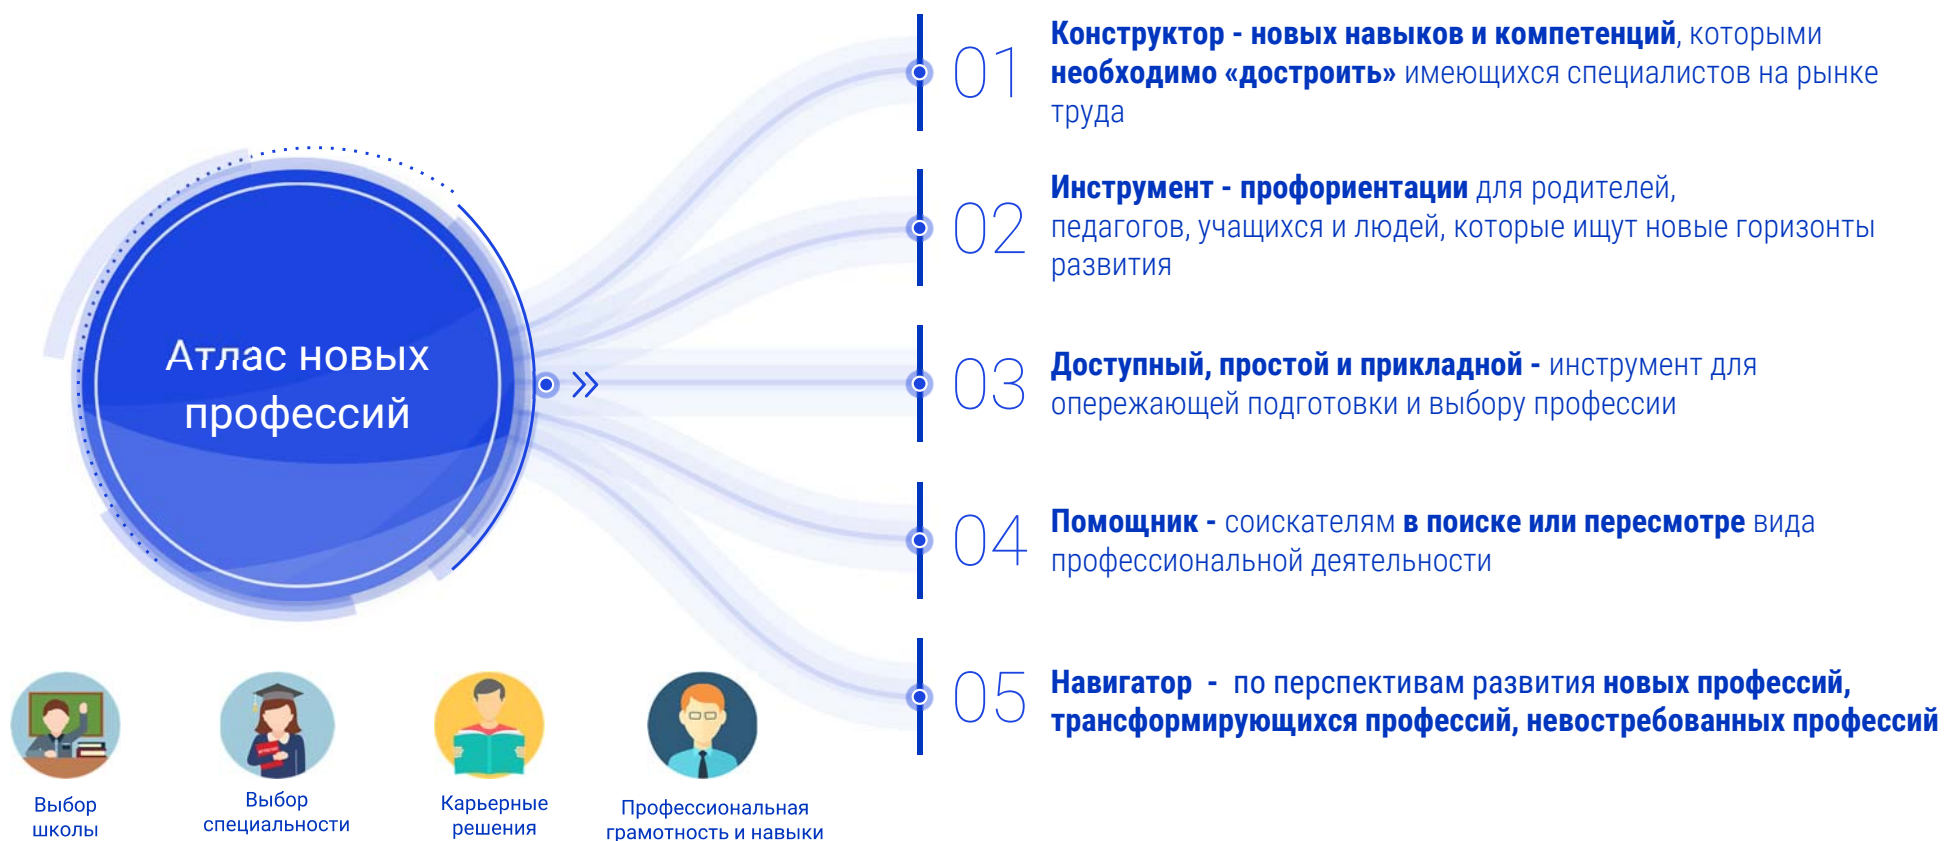 Атлас новых
профессий
01
Конструктор - новых навыков и компетенций, которыми
необходимо «достроить» имеющихся специалистов на рынке
труда
02
Инструмент - профориентации для родителей,
педагогов, учащихся и людей, которые ищут новые горизонты
развития
03
Доступный, простой и прикладной - инструмент для
опережающей подготовки и выбору профессии
04
Помощник - соискателям в поиске или пересмотре вида
профессиональной деятельности
05
Навигатор - по перспективам развития новых профессий,
трансформирующихся профессий, невостребованных профессий
Выбор
школы
Выбор
специальности
Карьерные
решения
Профессиональная
грамотность и навыки